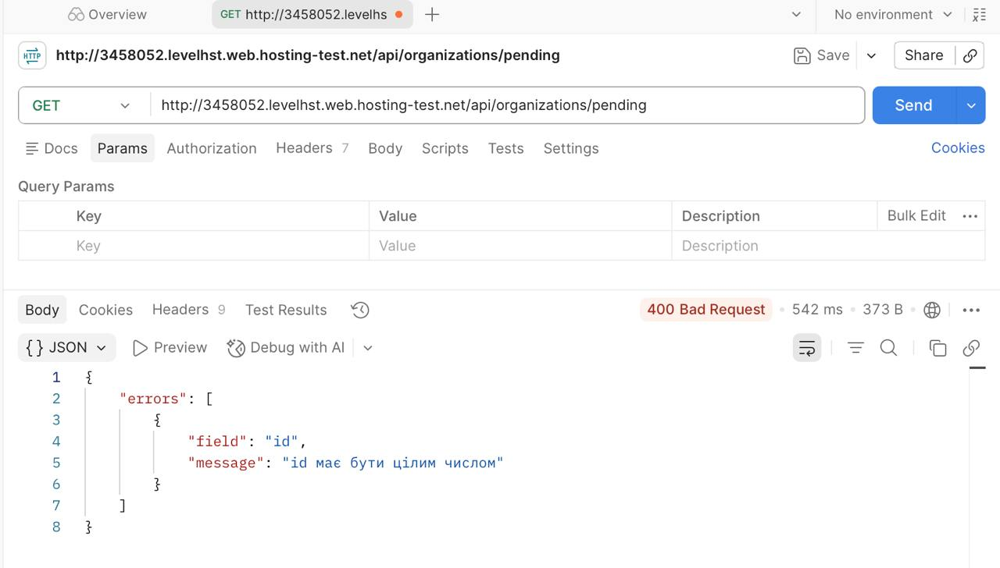 Overview
GET http://3458052.levelhs
No environment
HTTP http://3458052.levelhst.web.hosting-test.net/api/organizations/pending
Save
Share
GET http://3458052.levelhst.web.hosting-test.net/api/organizations/pending
Send
Docs Params Authorization Headers 7 Body Scripts Tests Settings Cookies
Query Params
Key Value Description Bulk Edit
Key Value Description
Body Cookies Headers 9 Test Results 400 Bad Request 542 ms 373 B
{ } JSON Preview Debug with AI
1 {
2 "errors": [
3 {
4 "field": "id",
5 "message": "id має бути цілим числом"
6 }
7 ]
8 }